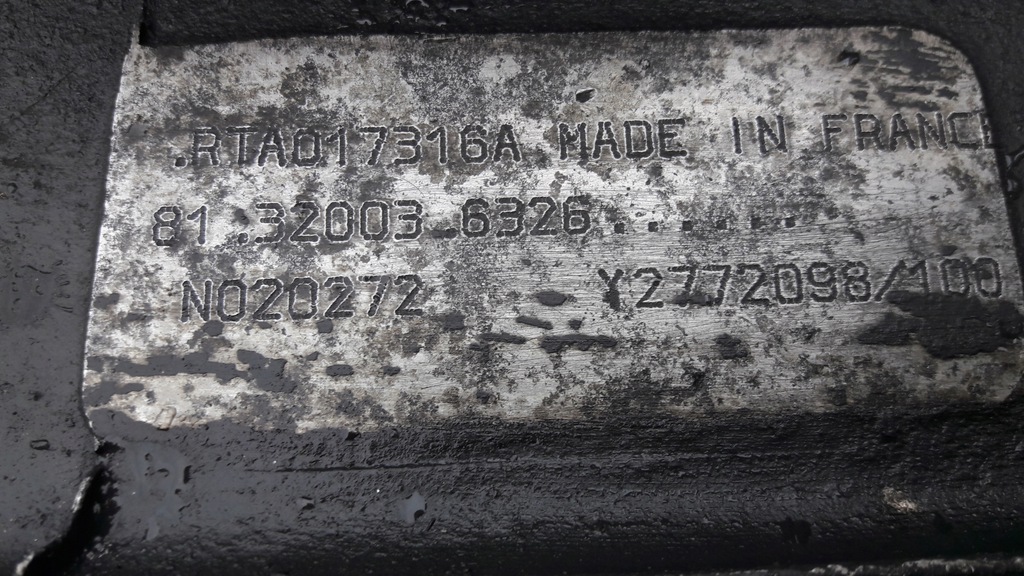 .RTA017316A MADE IN FRANCE
81.32003.6326.......
N020272 Y2772098/100